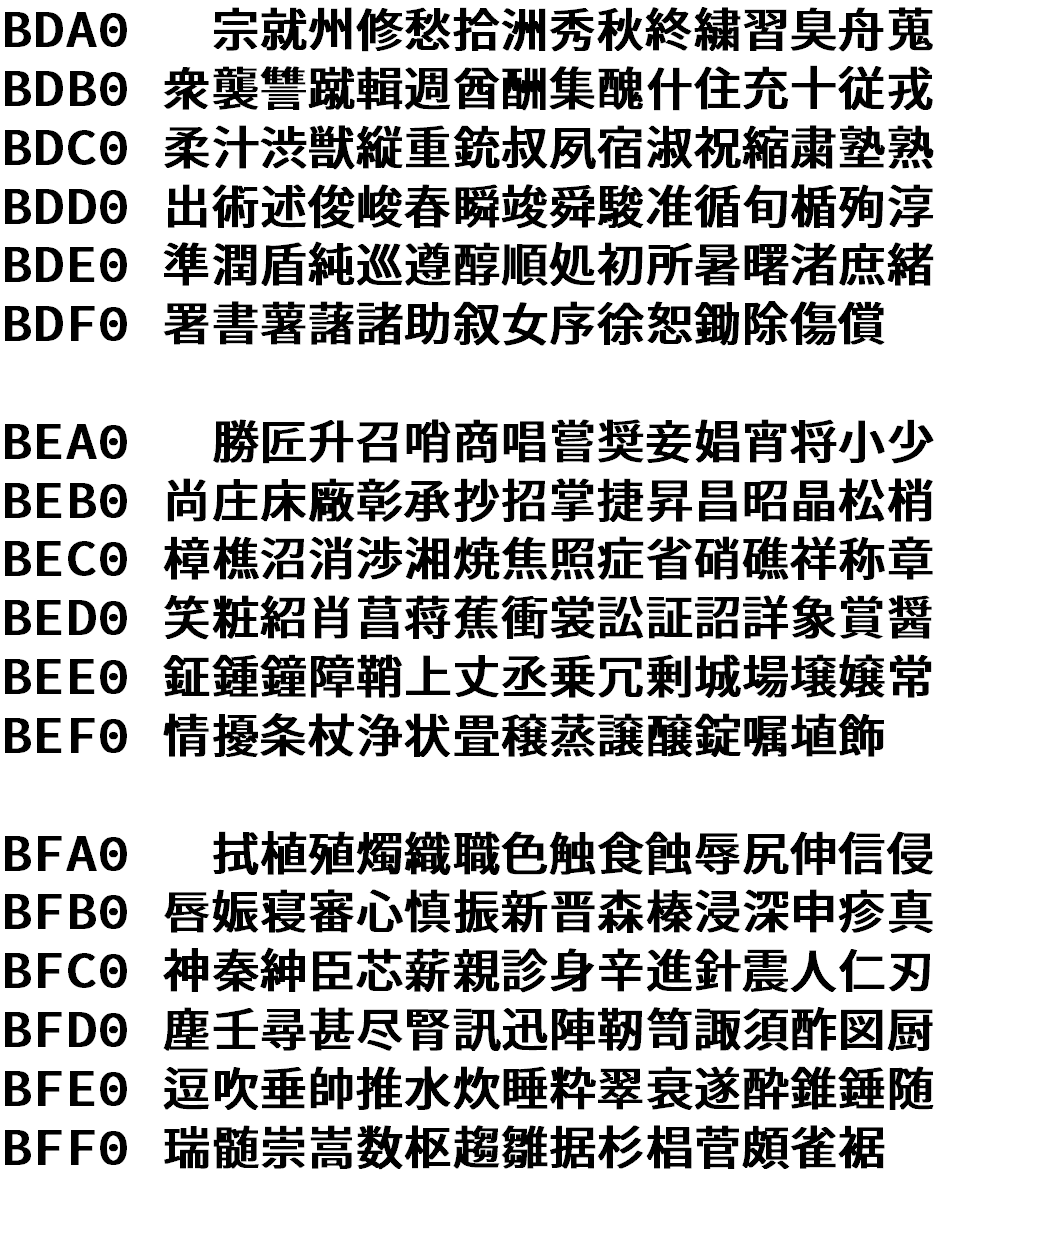 BDA0 宗就州修愁拾洲秀秋終繍習臭舟蒐
BDB0 衆襲讐蹴輯週酋酬集醜什住充十従戎
BDC0 柔汁渋獣縦重銃叔夙宿淑祝縮粛塾熟
BDD0 出術述俊峻春瞬竣舜駿准循旬楯殉淳
BDE0 準潤盾純巡遵醇順処初所暑曙渚庶緒
BDF0 署書薯藷諸助叙女序徐恕鋤除傷償
BEA0 勝匠升召哨商唱嘗奨妾娼宵将小少
BEB0 尚庄床廠彰承抄招掌捷昇昌昭晶松梢
BEC0 樟樵沼消渉湘焼焦照症省硝礁祥称章
BED0 笑粧紹肖菖蒋蕉衝裳訟証詔詳象賞醤
BEE0 鉦鍾鐘障鞘上丈丞乗冗剰城場壌嬢常
BEF0 情擾条杖浄状畳穣蒸譲醸錠嘱埴飾
BFA0 拭植殖燭織職色触食蝕辱尻伸信侵
BFB0 唇娠寝審心慎振新晋森榛浸深申疹真
BFC0 神秦紳臣芯薪親診身辛進針震人仁刃
BFD0 塵壬尋甚尽腎訊迅陣靭笥諏須酢図厨
BFE0 逗吹垂帥推水炊睡粋翠衰遂酔錐錘随
BFF0 瑞髄崇嵩数枢趨雛据杉椙菅頗雀裾